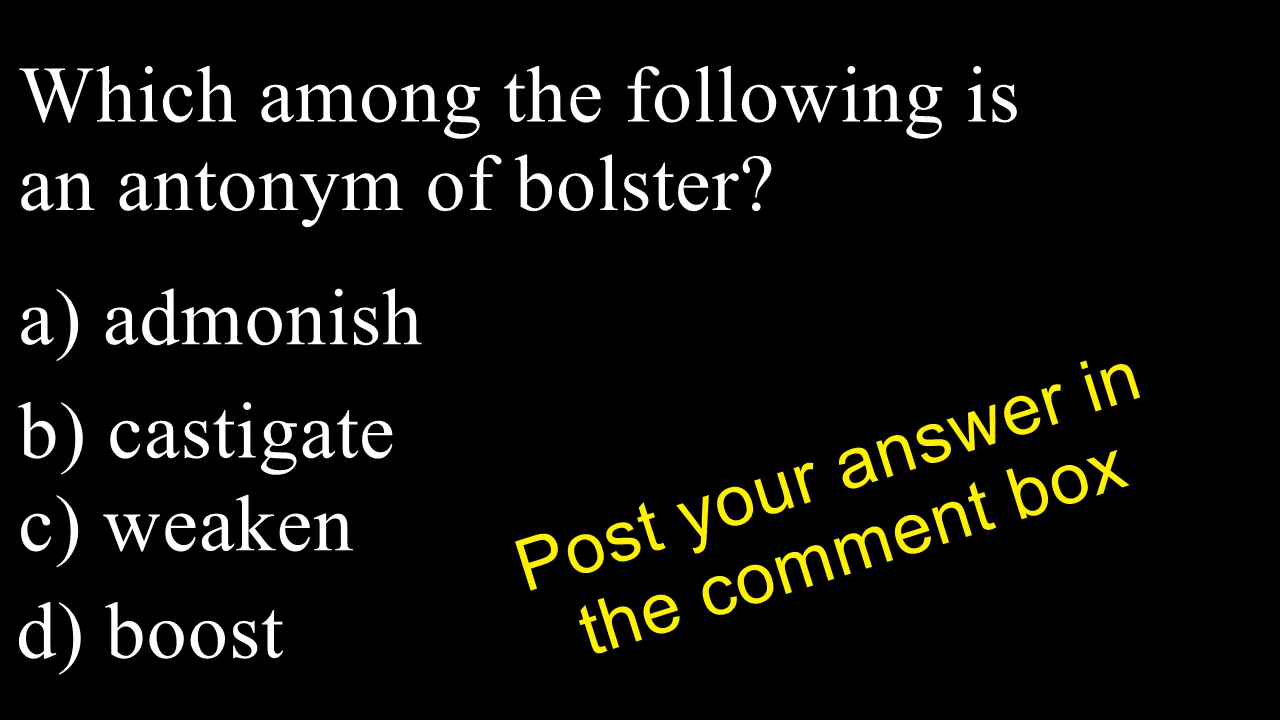 Which among the following is
an antonym of bolster?
a) admonish
b) castigate
c) weaken
d) boost
Post your answer in
the comment box